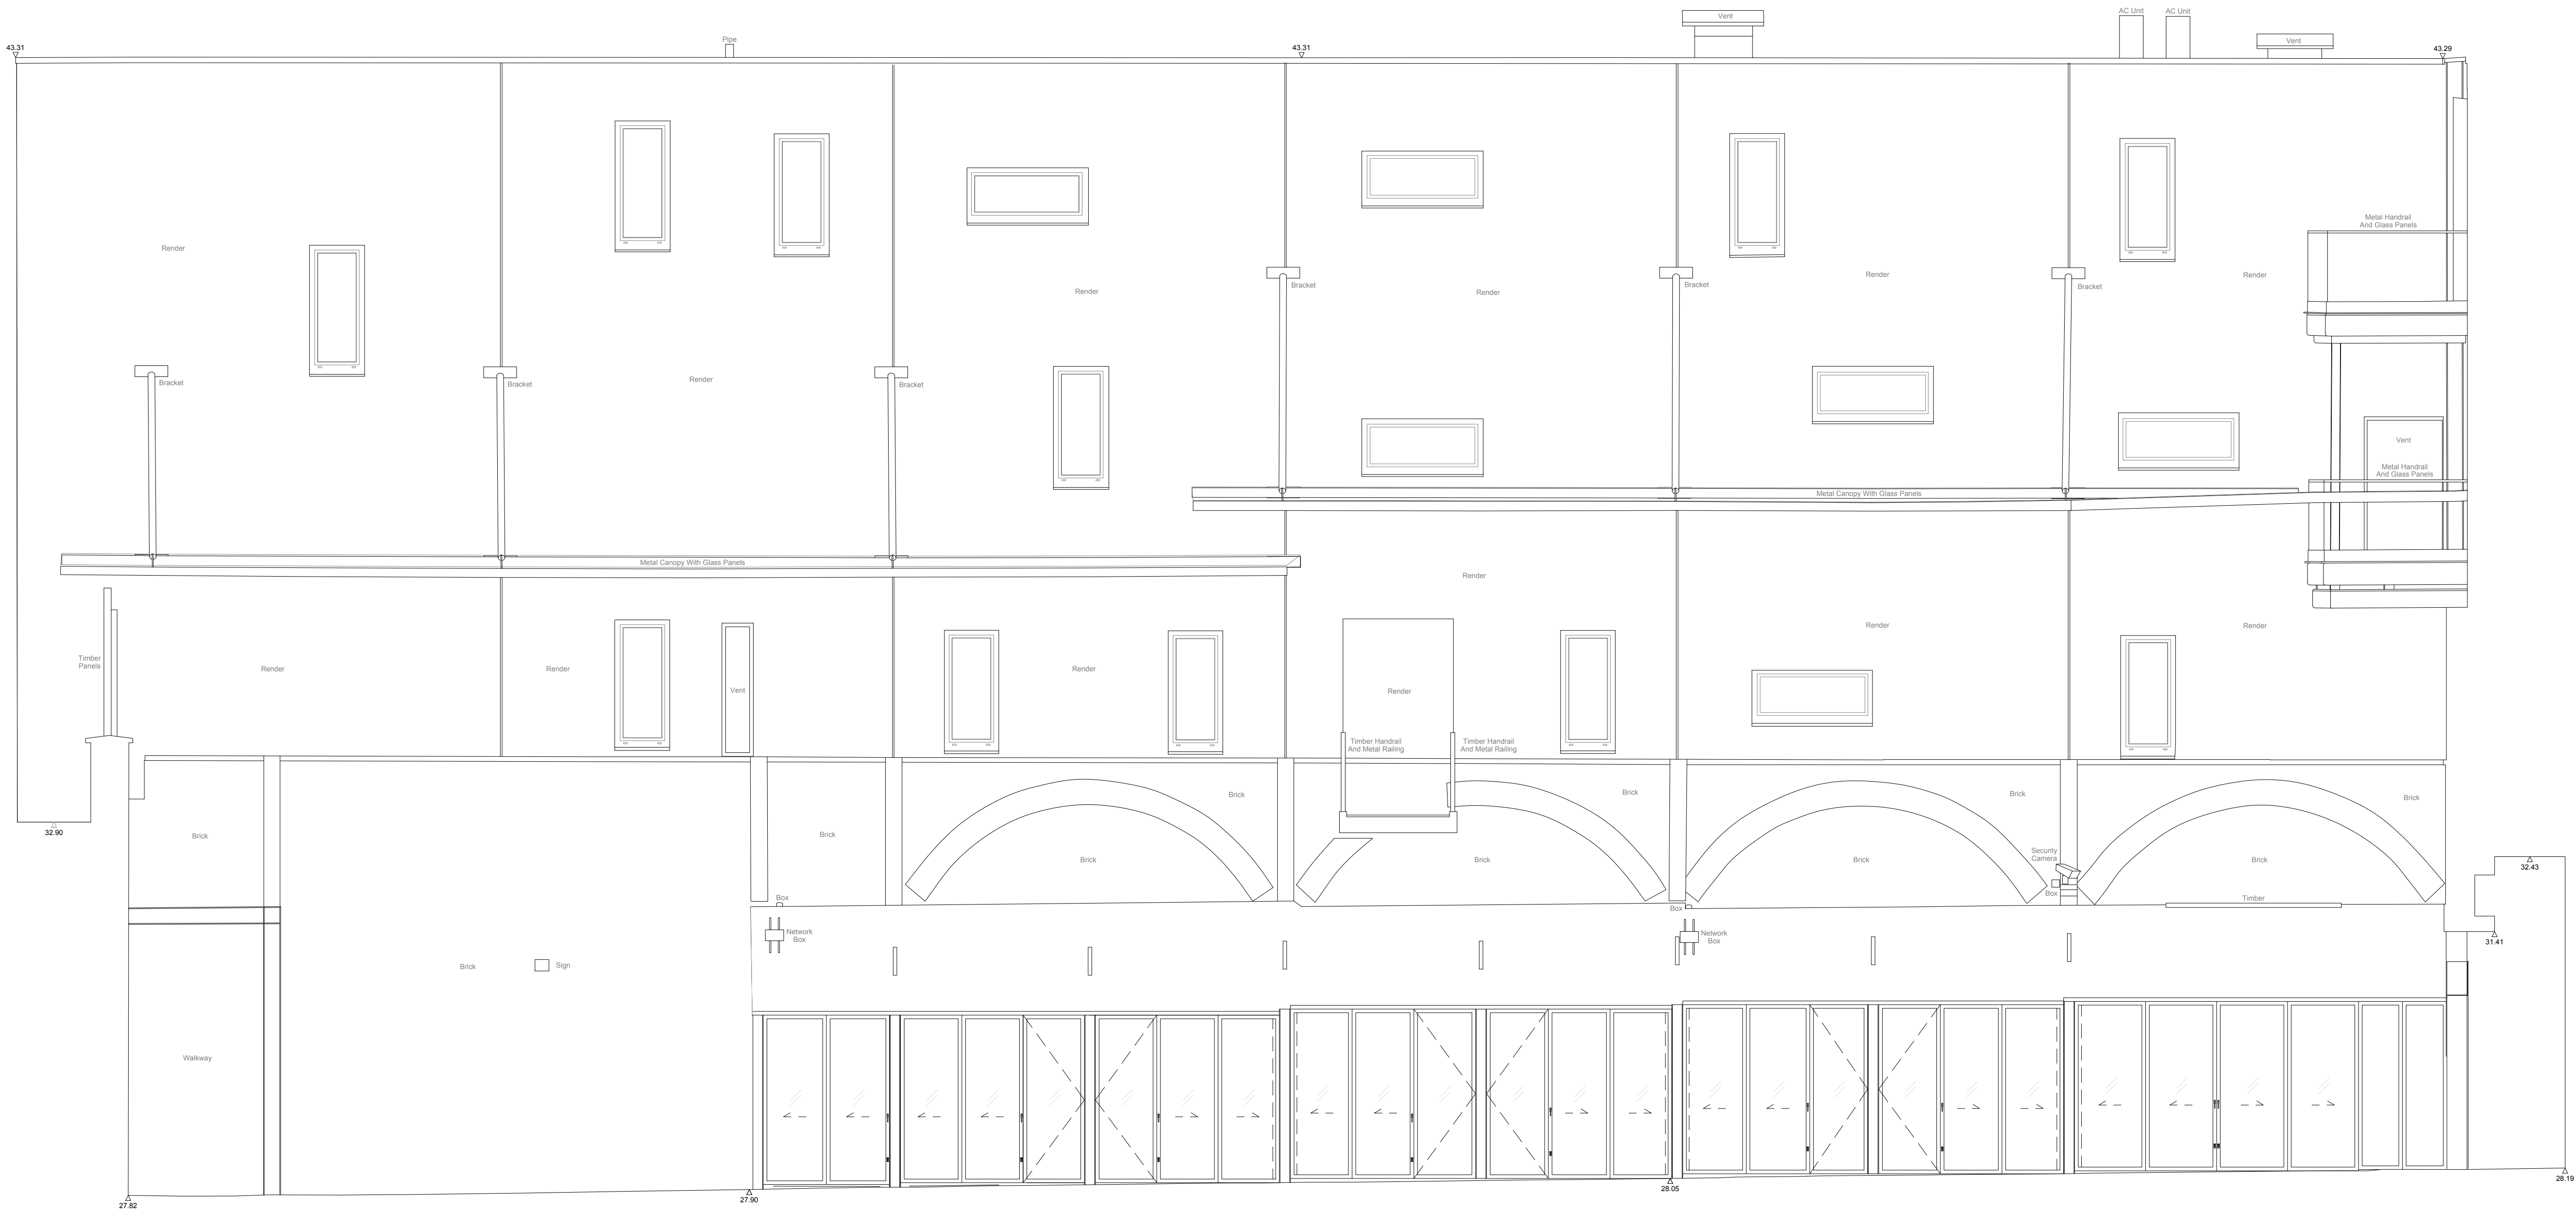 Vent
AC Unit
AC Unit
Pipe
Vent
43.31
43.31
43.29
Metal Handrail
And Glass Panels
Render
Render
Render
Render
Bracket
Bracket
Bracket
Render
Render
Render
Bracket
Bracket
Bracket
Vent
Metal Handrail
And Glass Panels
Metal Canopy With Glass Panels
Metal Canopy With Glass Panels
Render
Render
Render
Timber
Panels
Render
Render
Render
Vent
Render
Timber Handrail
And Metal Railing
Timber Handrail
And Metal Railing
Brick
Brick
Brick
Brick
32.90
Brick
Brick
Brick
Brick
Brick
Security
Camera
Brick
32.43
Box
Box
Timber
Box
Network
Box
Network
Box
31.41
Brick
Sign
Walkway
27.82
27.90
28.05
28.19